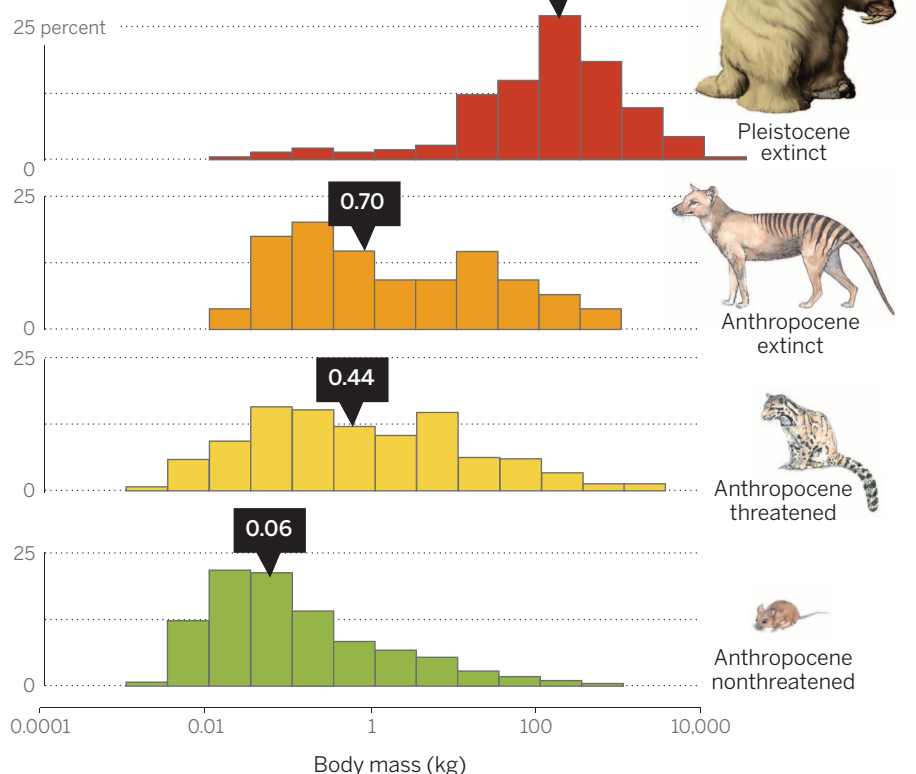 25 percent
Pleistocene
extinct
0
25
0.70
0
Anthropocene
extinct
25
0.44
0
Anthropocene
threatened
0.06
25
0
Anthropocene
nonthreatened
0.0001 0.01 1 100 10,000
Body mass (kg)